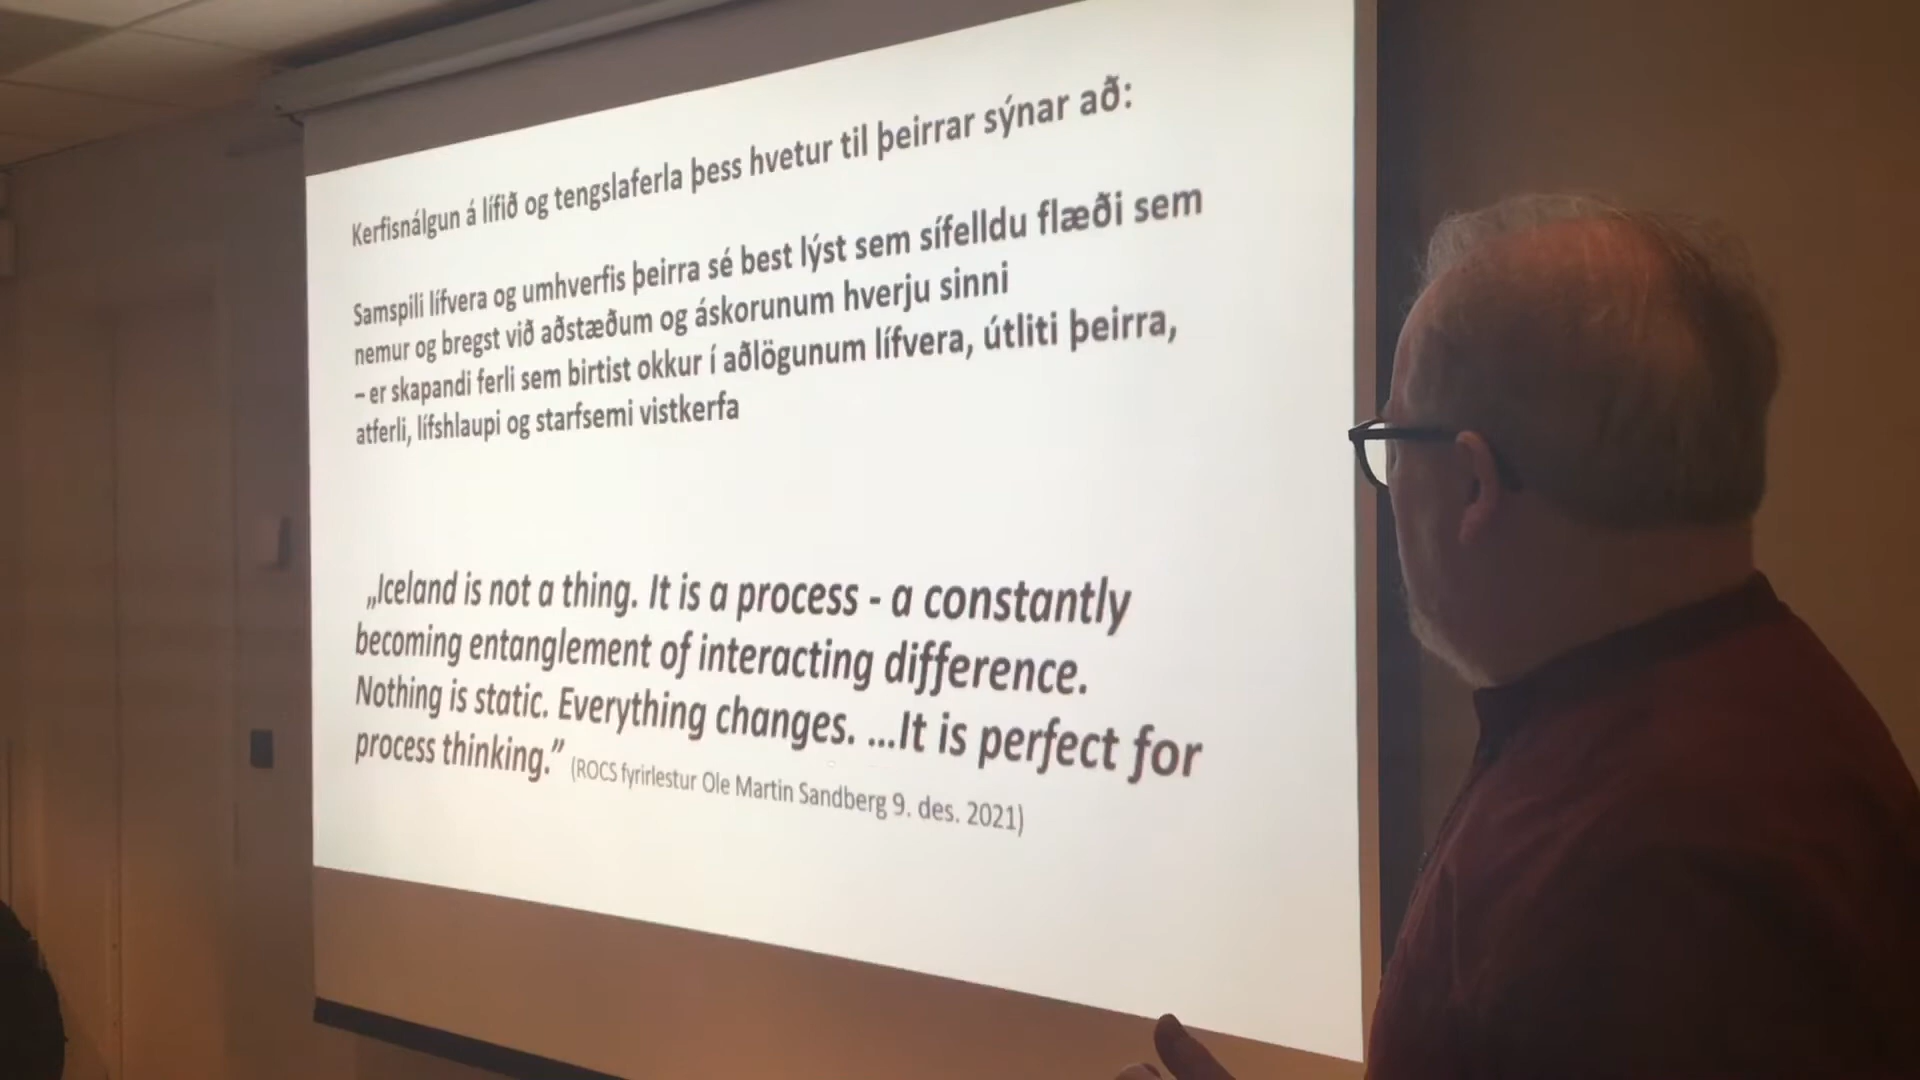 Kerfisnálgun á lífið og tengslaferla þess hvetur til þeirrar sýnar að:
Samspili lífvera og umhverfis þeirra sé best lýst sem sífelldu flæði sem
nemur og bregst við aðstæðum og áskorunum hverju sinni
– er skapandi ferli sem birtist okkur í aðlögunum lífvera, útliti þeirra,
atferli, lífshlaupi og starfsemi vistkerfa
„Iceland is not a thing. It is a process - a constantly
becoming entanglement of interacting difference.
Nothing is static. Everything changes. ...It is perfect for
process thinking.” (ROCS fyrirlestur Ole Martin Sandberg 9. des. 2021)